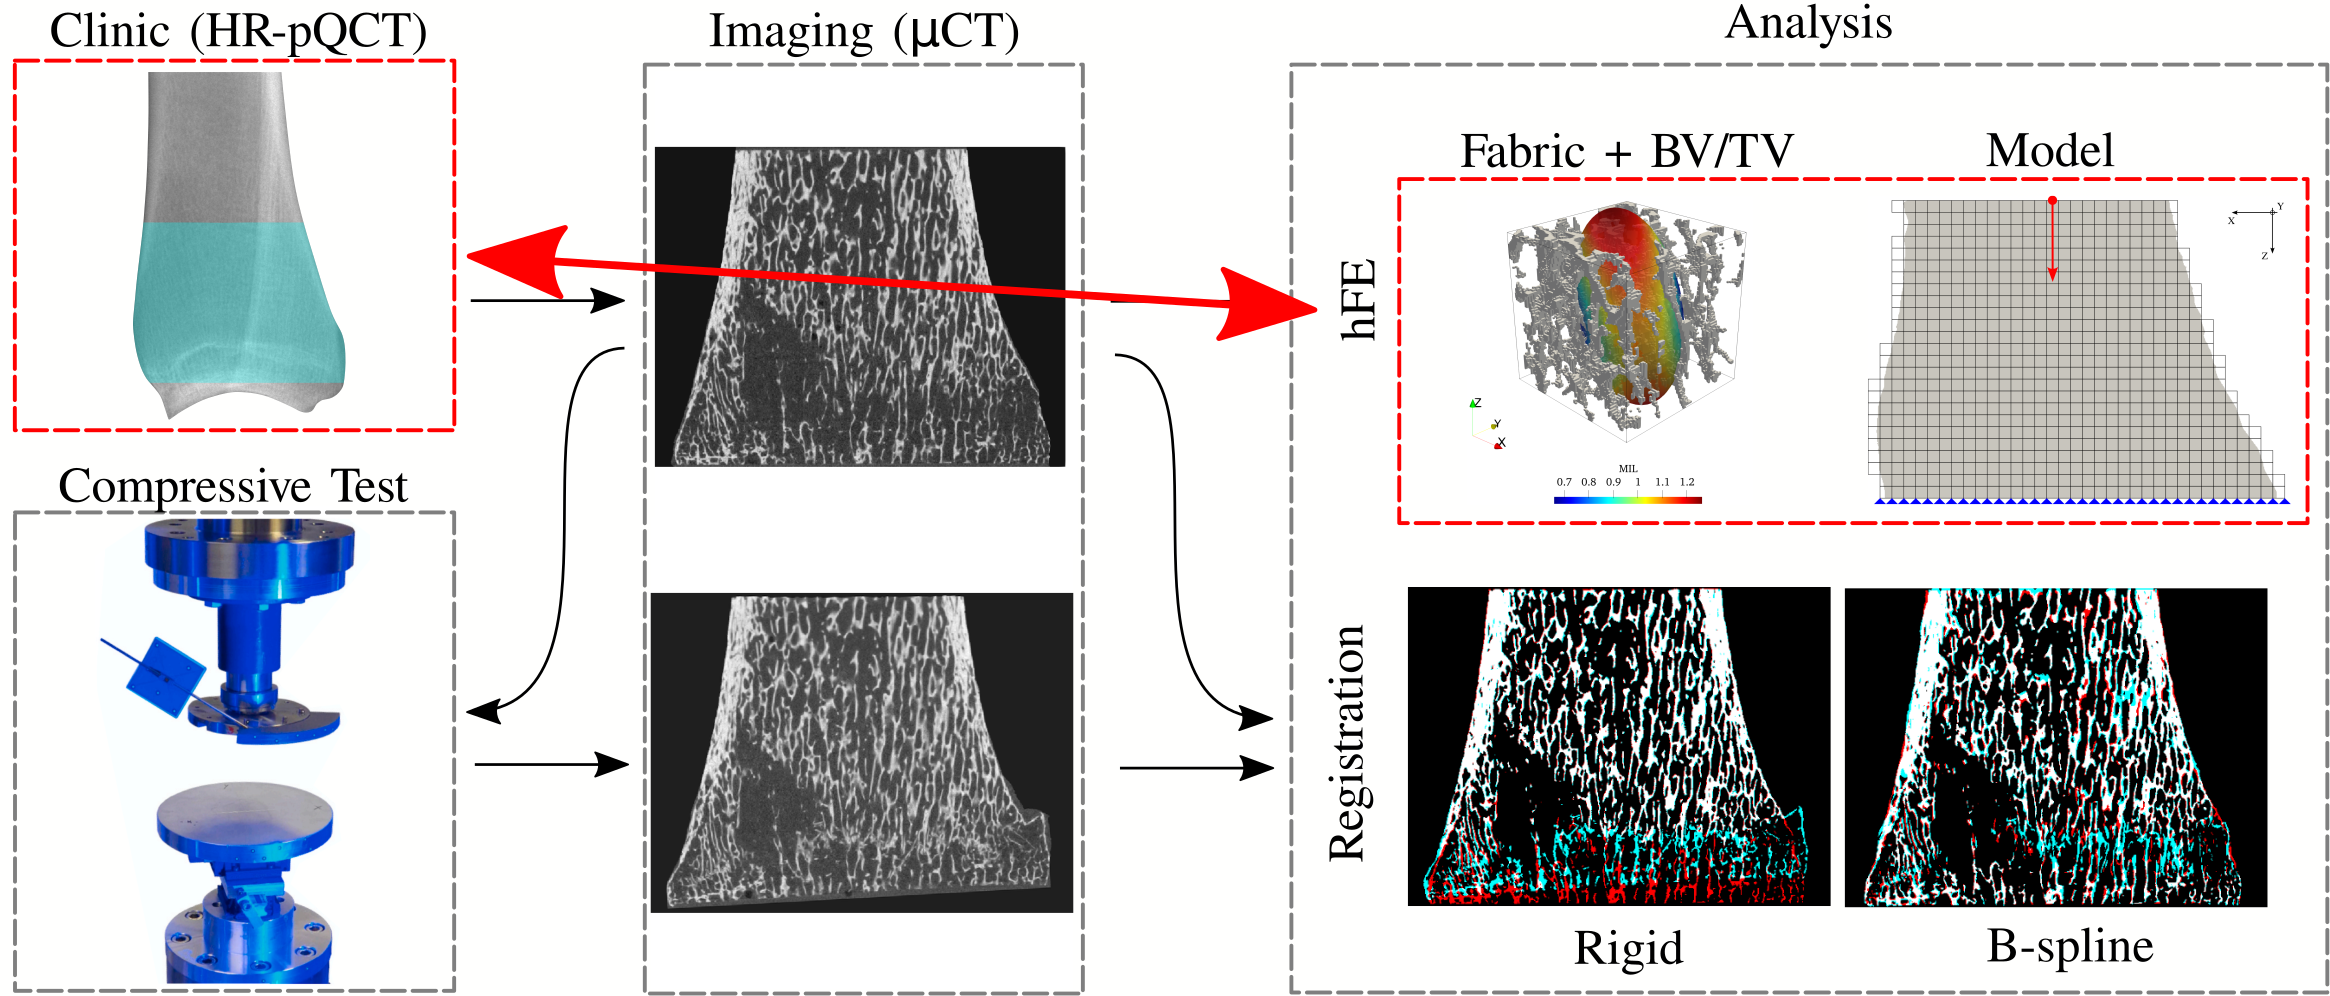 Clinic (HR-pQCT)
Imaging (μCT)
Analysis
Fabric + BV/TV
Model
hFE
X
Y
Z
Z
Y
X
MIL
0.7 0.8 0.9 1 1.1 1.2
Compressive Test
Registration
Rigid
B-spline